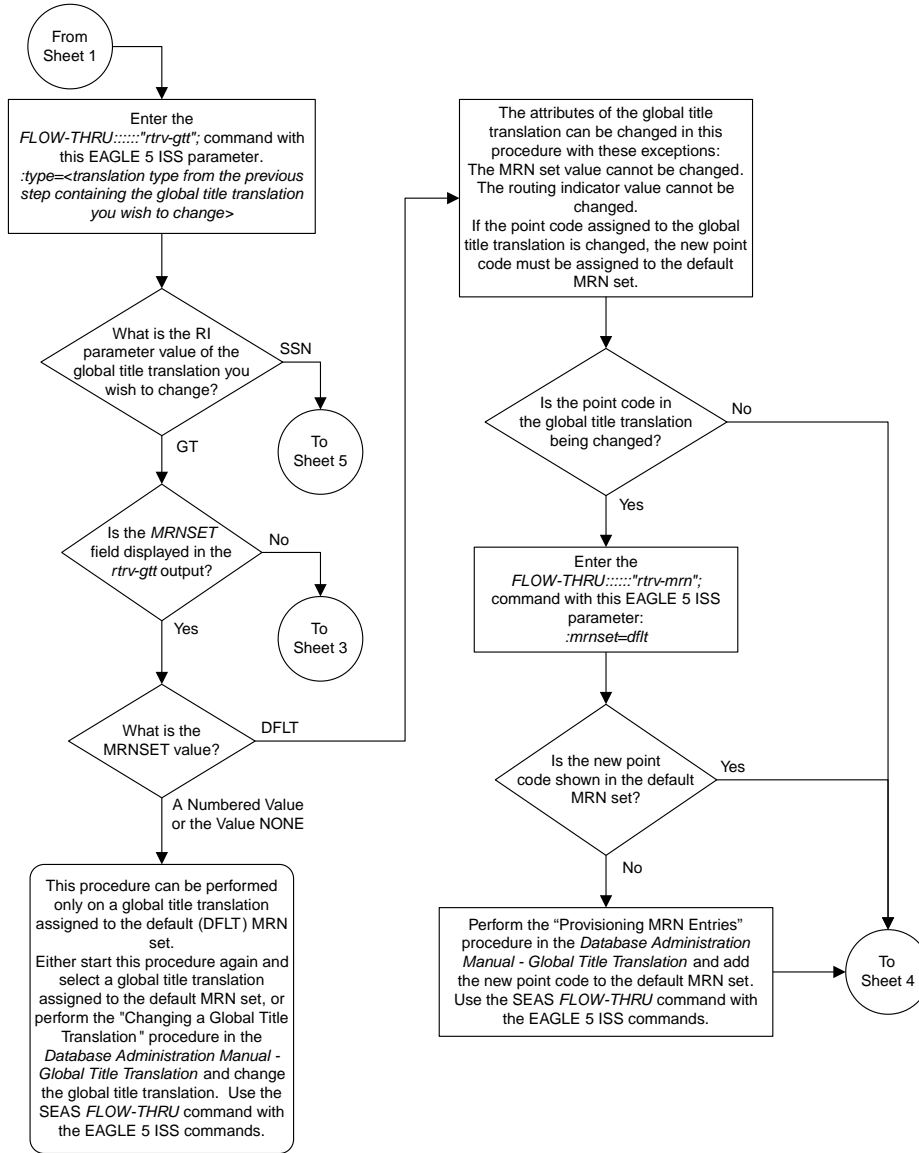 From
Sheet 1
Enter the
FLOW-THRU::::::"rtrv-gtt"; command with
this EAGLE 5 ISS parameter.
:type=<translation type from the previous
step containing the global title translation
you wish to change>
What is the RI
parameter value of the
global title translation you
wish to change?
SSN
To
Sheet 5
GT
Is the MRNSET
field displayed in the
rtrv-gtt output?
No
To
Sheet 3
Yes
What is the
MRNSET value?
DFLT
A Numbered Value
or the Value NONE
This procedure can be performed
only on a global title translation
assigned to the default (DFLT) MRN
set.
Either start this procedure again and
select a global title translation
assigned to the default MRN set, or
perform the "Changing a Global Title
Translation" procedure in the
Database Administration Manual -
Global Title Translation and change
the global title translation. Use the
SEAS FLOW-THRU command with
the EAGLE 5 ISS commands.
The attributes of the global title
translation can be changed in this
procedure with these exceptions:
The MRN set value cannot be changed.
The routing indicator value cannot be
changed.
If the point code assigned to the global
title translation is changed, the new point
code must be assigned to the default
MRN set.
Is the point code in
the global title translation
being changed?
No
Yes
Enter the
FLOW-THRU::::::"rtrv-mrn";
command with this EAGLE 5 ISS
parameter:
:mrnset=dflt
Is the new point
code shown in the default
MRN set?
Yes
No
Perform the “Provisioning MRN Entries”
procedure in the Database Administration
Manual - Global Title Translation and add
the new point code to the default MRN set.
Use the SEAS FLOW-THRU command with
the EAGLE 5 ISS commands.
To
Sheet 4